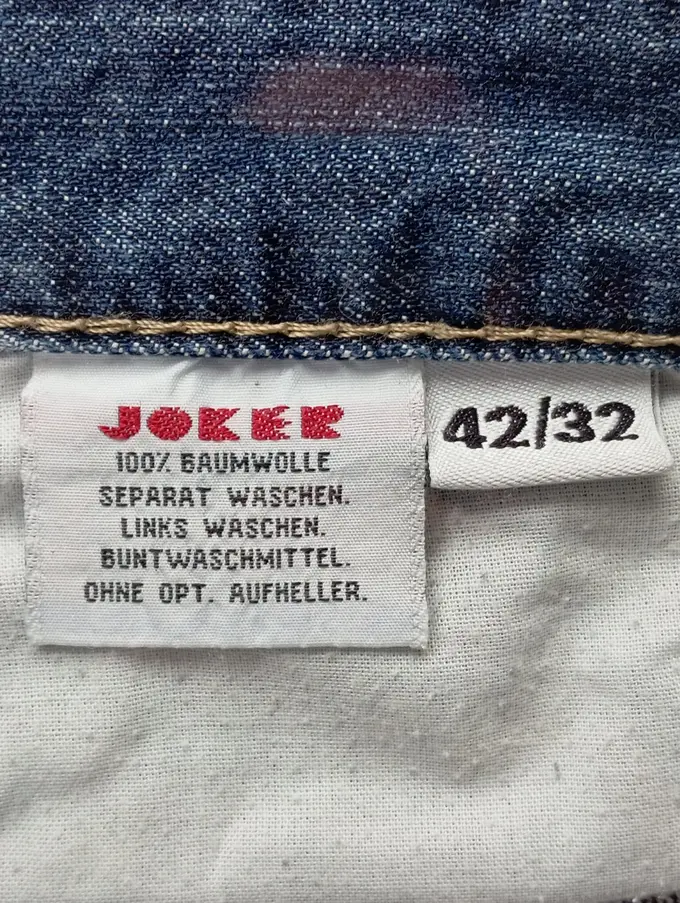 JOKER
100% BAUMWOLLE
SEPARAT WASCHEN.
LINKS WASCHEN.
BUNTWASCHMITTEL.
OHNE OPT. AUFHELLER.
42/32